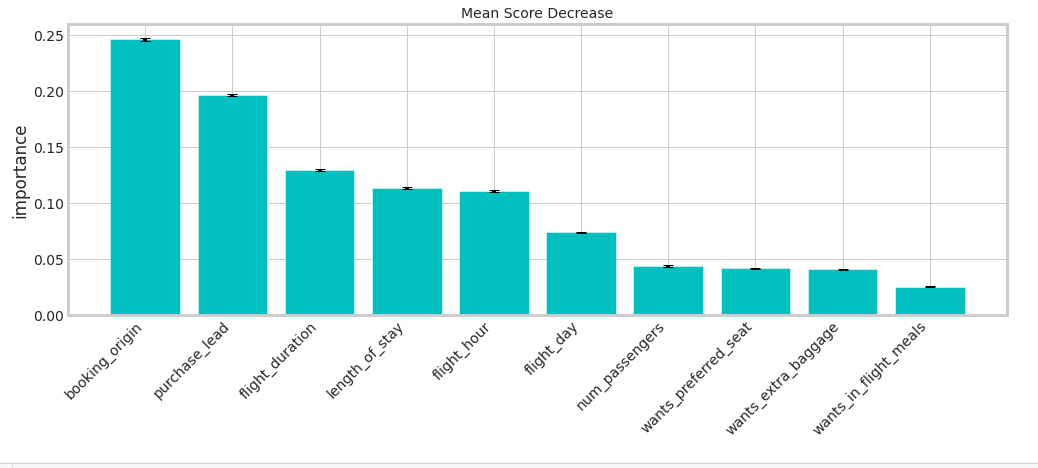 Mean Score Decrease
importance
0.25
0.20
0.15
0.10
0.05
0.00
booking_origin
purchase_lead
flight_duration
length_of_stay
flight_hour
flight_day
num_passengers
wants_preferred_seat
wants_extra_baggage
wants_in_flight_meals